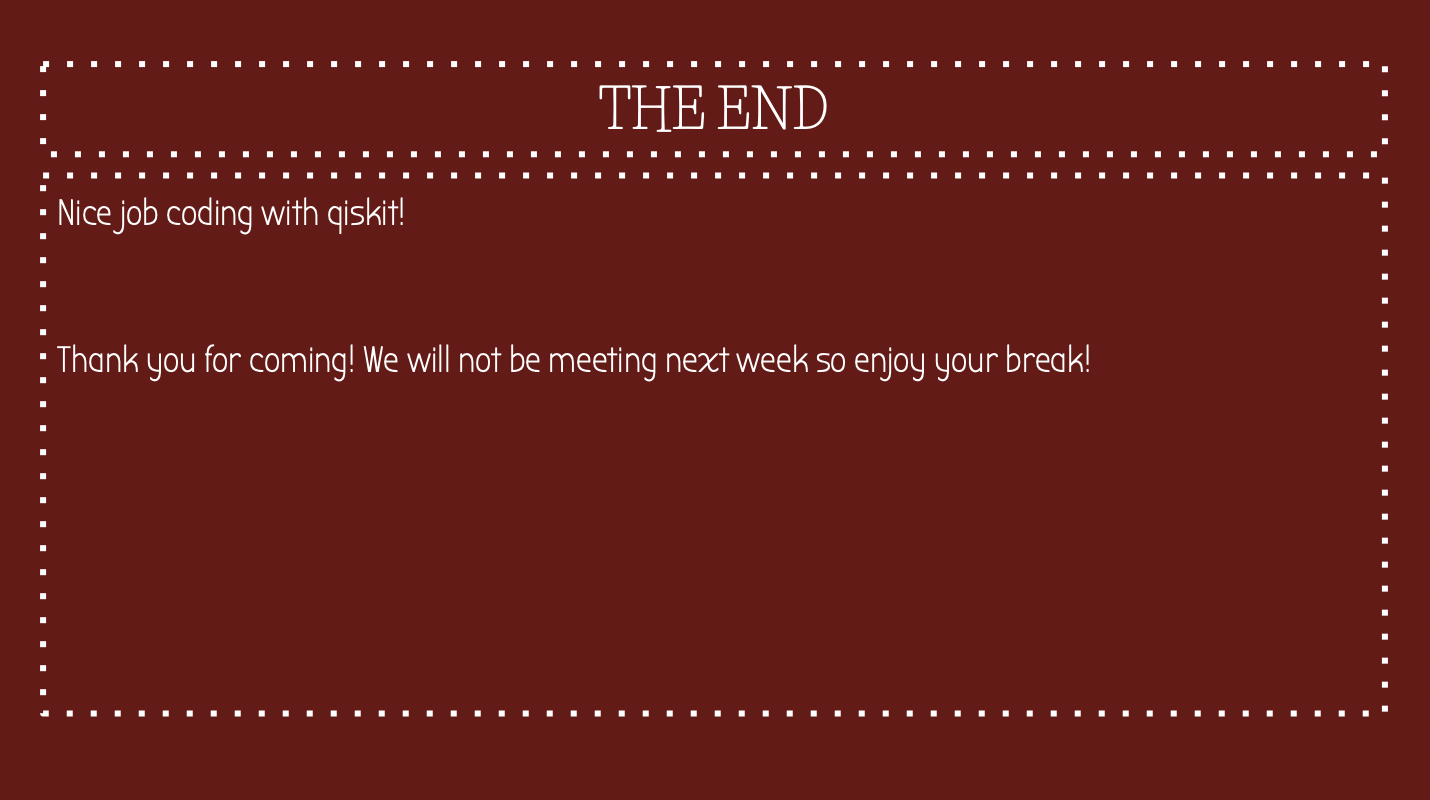 THE END
Nice job coding with qiskit!
Thank you for coming! We will not be meeting next week so enjoy your break!